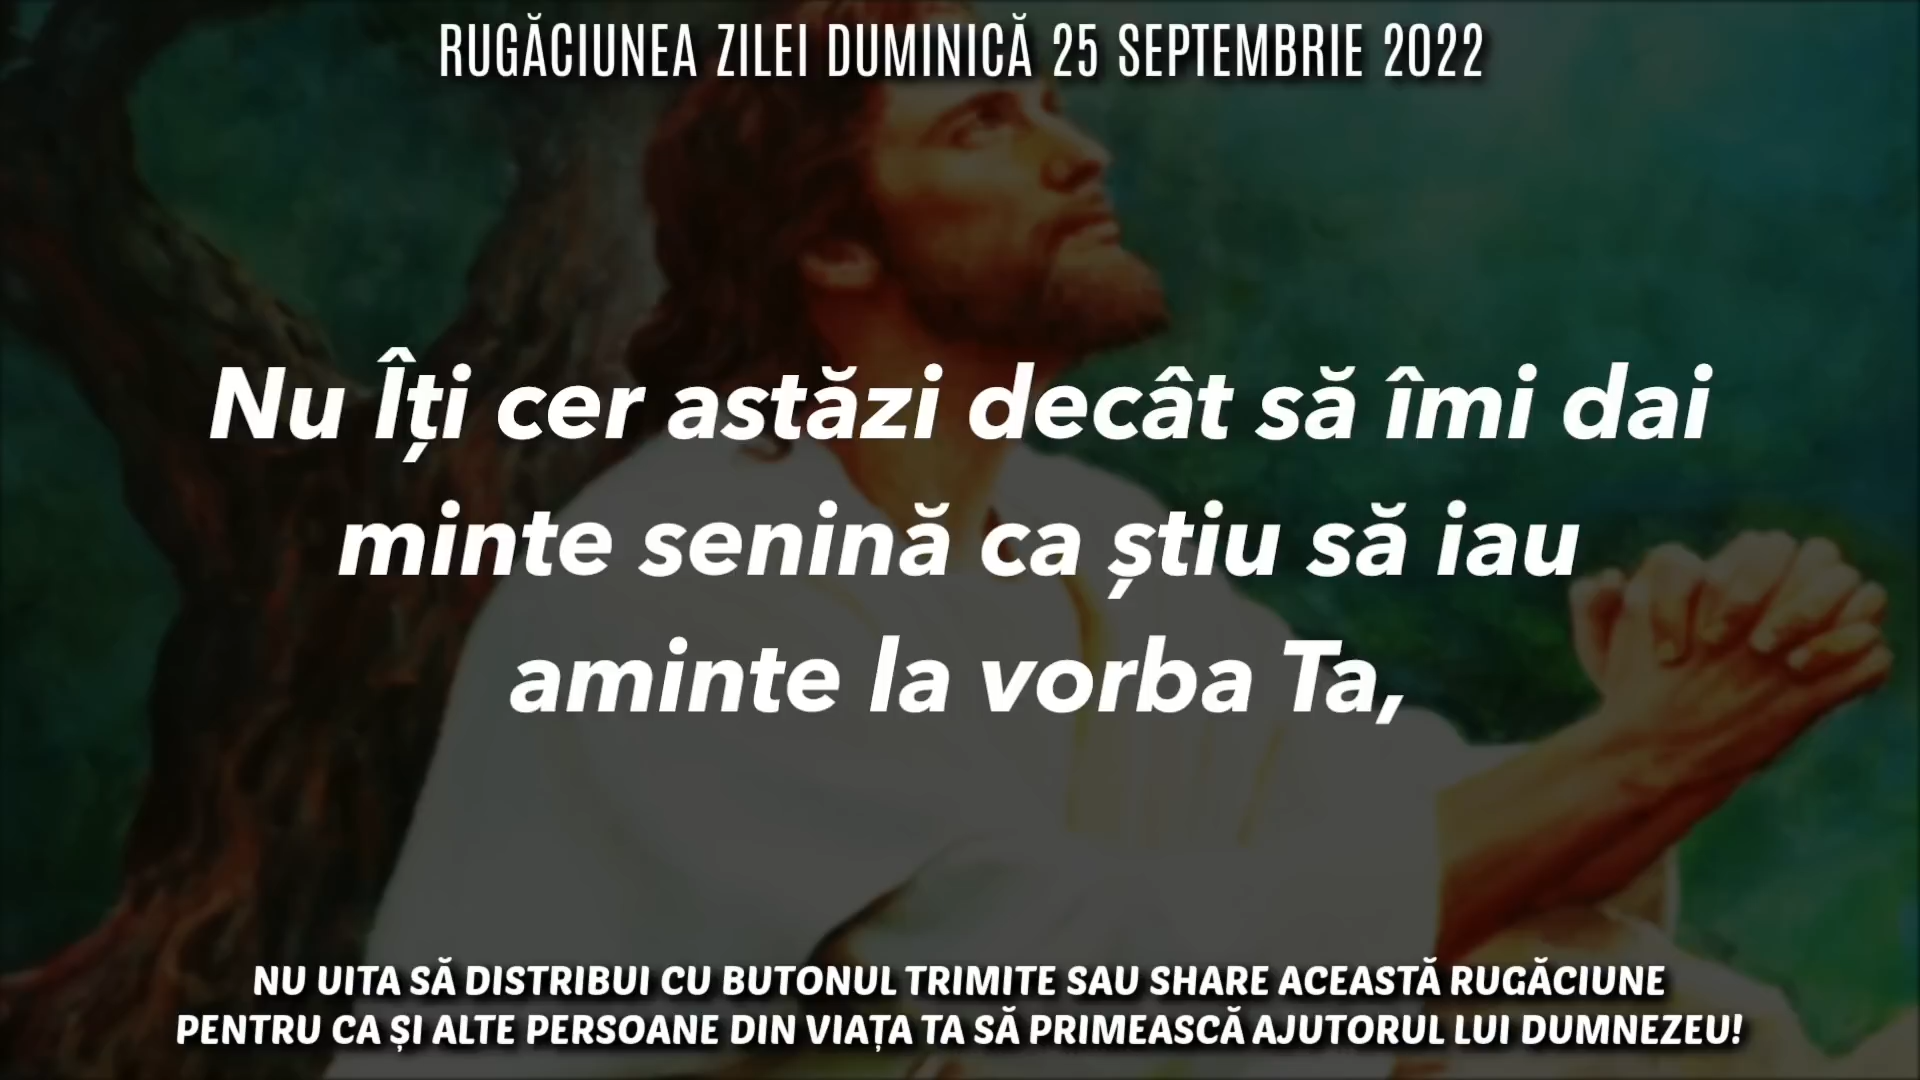 RUGĂCIUNEA ZILEI DUMINICĂ 25 SEPTEMBRIE 2022
Nu Îți cer astăzi decât să îmi dai
minte senină ca știu să iau
aminte la vorba Ta,
NU UITA SĂ DISTRIBUI CU BUTONUL TRIMITE SAU SHARE ACEASTĂ RUGĂCIUNE
PENTRU CA ȘI ALTE PERSOANE DIN VIAȚA TA SĂ PRIMEASCĂ AJUTORUL LUI DUMNEZEU!